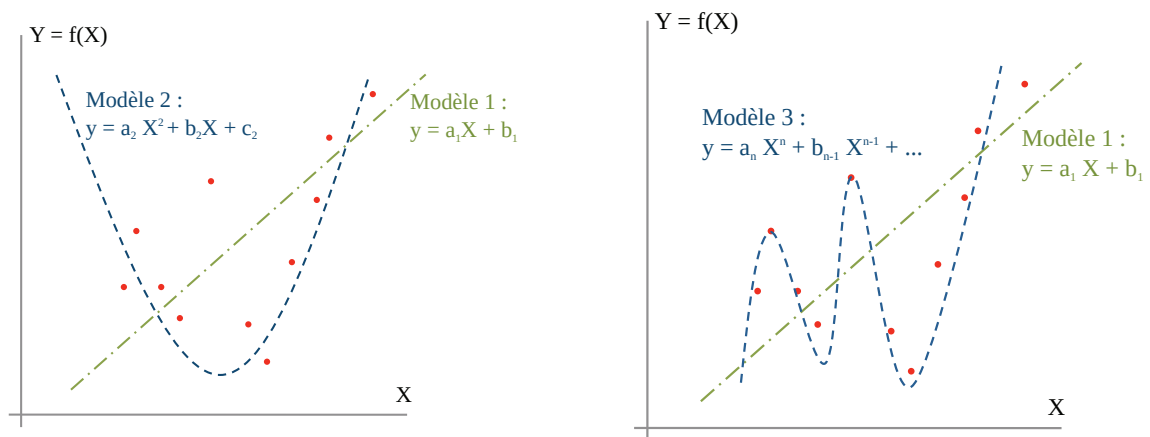 Y = f(X)
Modèle 2 :
y = a₂ X² + b₂X + c₂
Modèle 1 :
y = a₁X + b₁
X
Y = f(X)
Modèle 3 :
y = aₙ Xⁿ + bₙ₋₁ Xⁿ⁻¹ + ...
Modèle 1 :
y = a₁ X + b₁
X